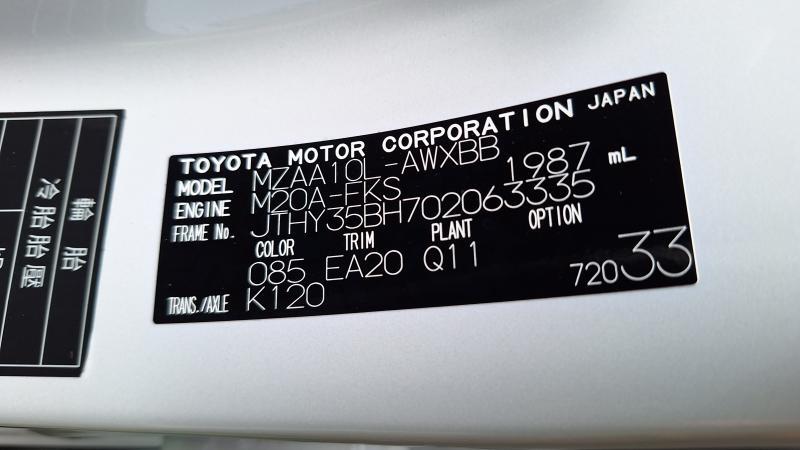 TOYOTA MOTOR CORPORATION JAPAN
MODEL MZAA10L-AWXBB
ENGINE M20A-FKS 1987 mL
FRAME No. JTHY35BH702063335
COLOR TRIM PLANT OPTION
085 EA20 Q11
TRANS./AXLE K120
72033
輪胎
冷胎胎壓